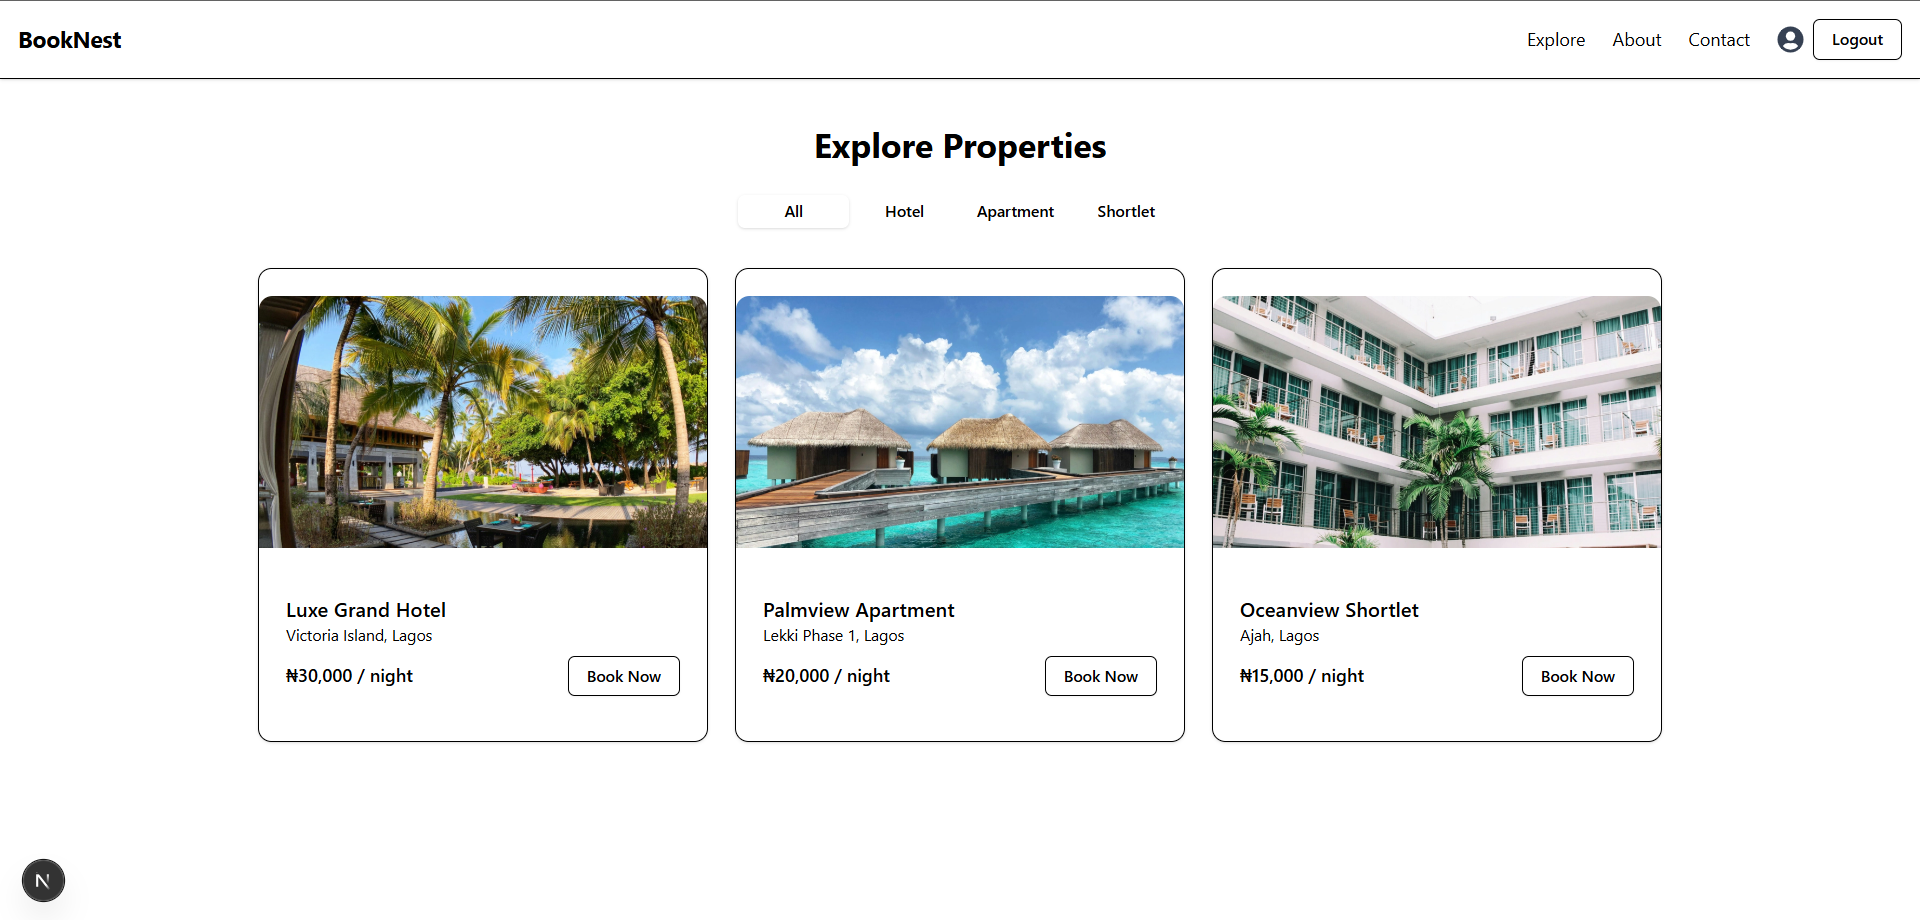 BookNest
Explore About Contact Logout
Explore Properties
All Hotel Apartment Shortlet
Luxe Grand Hotel
Victoria Island, Lagos
₦30,000 / night Book Now
Palmview Apartment
Lekki Phase 1, Lagos
₦20,000 / night Book Now
Oceanview Shortlet
Ajah, Lagos
₦15,000 / night Book Now
N